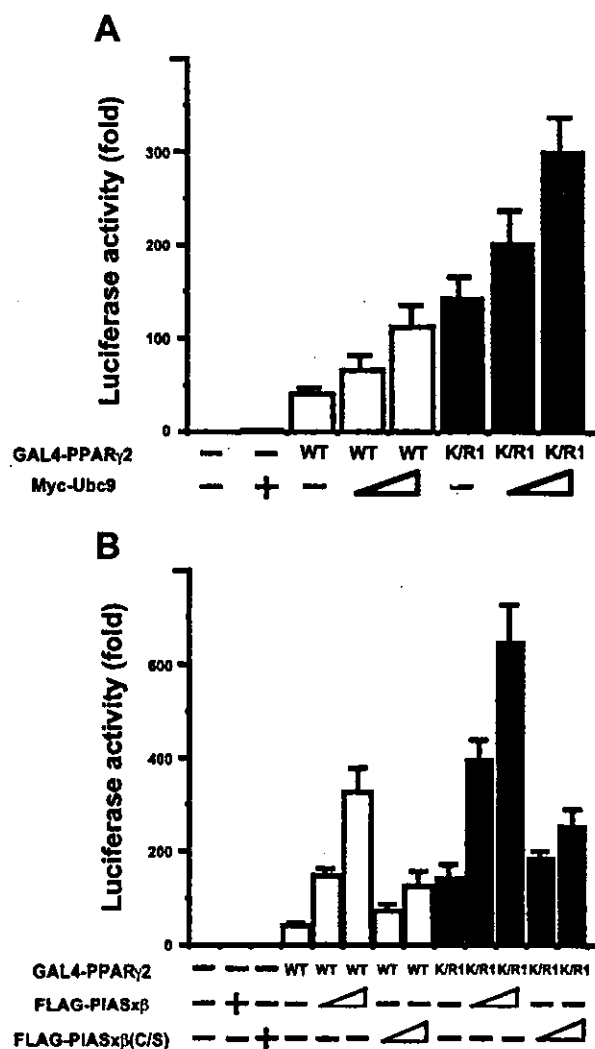 A
Luciferase activity (fold)
300
200
100
0
GAL4-PPARγ2 – – WT WT WT K/R1 K/R1 K/R1
Myc-Ubc9 – + – –
B
Luciferase activity (fold)
600
400
200
0
GAL4-PPARγ2 – – – WT WT WT WT WT K/R1 K/R1 K/R1 K/R1 K/R1
FLAG-PIASxβ – + – – – – – – –
FLAG-PIASxβ(C/S) – – + – – – – – –